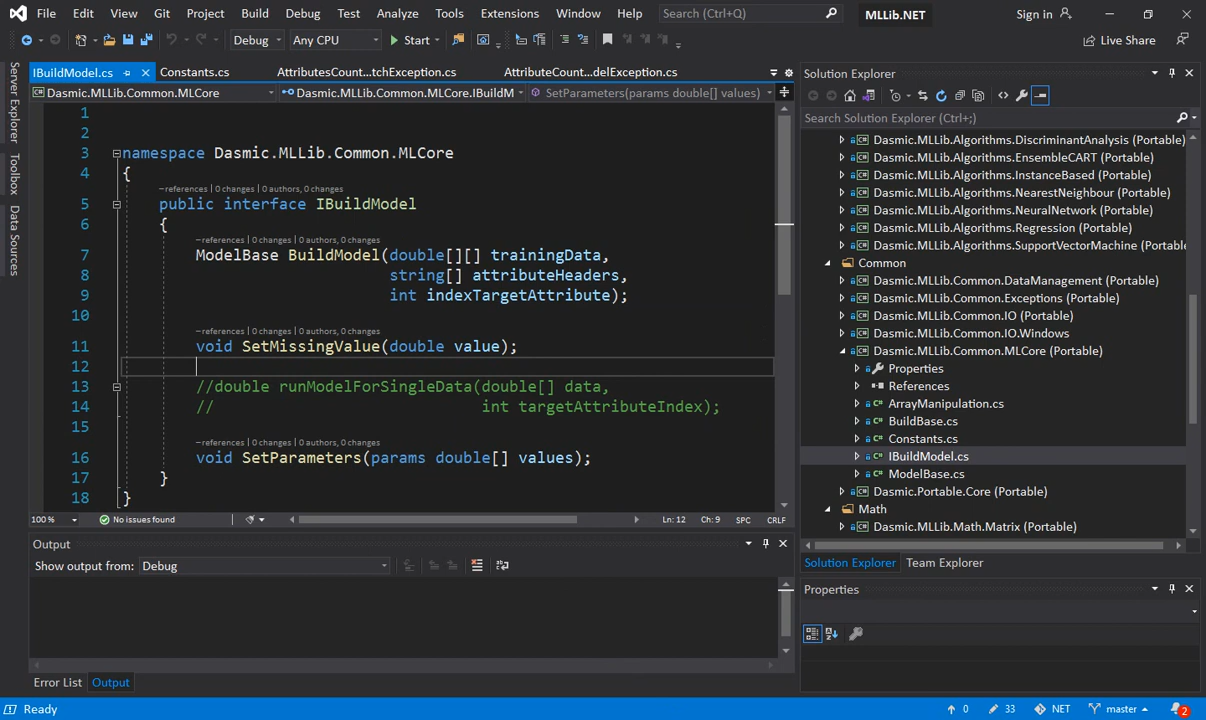 File Edit View Git Project Build Debug Test Analyze Tools Extensions Window Help Search (Ctrl+Q) MLLib.NET Sign in
Debug Any CPU Start Live Share
Server Explorer
Toolbox
Data Sources
IBuildModel.cs Constants.cs AttributesCount...tchException.cs AttributeCount...delException.cs
Dasmic.MLLib.Common.MLCore Dasmic.MLLib.Common.MLCore.IBuildM SetParameters(params double[] values)
1
2
3 namespace Dasmic.MLLib.Common.MLCore
4 {
–references | 0 changes | 0 authors, 0 changes
5 public interface IBuildModel
6 {
–references | 0 changes | 0 authors, 0 changes
7 ModelBase BuildModel(double[][] trainingData,
8 string[] attributeHeaders,
9 int indexTargetAttribute);
10
–references | 0 changes | 0 authors, 0 changes
11 void SetMissingValue(double value);
12
13 //double runModelForSingleData(double[] data,
14 // int targetAttributeIndex);
15
–references | 0 changes | 0 authors, 0 changes
16 void SetParameters(params double[] values);
17 }
18 }
100 % No issues found Ln: 12 Ch: 9 SPC CRLF
Output
Show output from: Debug
Error List Output
Solution Explorer
Search Solution Explorer (Ctrl+;)
Dasmic.MLLib.Algorithms.DiscriminantAnalysis (Portable)
Dasmic.MLLib.Algorithms.EnsembleCART (Portable)
Dasmic.MLLib.Algorithms.InstanceBased (Portable)
Dasmic.MLLib.Algorithms.NearestNeighbour (Portable)
Dasmic.MLLib.Algorithms.NeuralNetwork (Portable)
Dasmic.MLLib.Algorithms.Regression (Portable)
Dasmic.MLLib.Algorithms.SupportVectorMachine (Portable)
Common
Dasmic.MLLib.Common.DataManagement (Portable)
Dasmic.MLLib.Common.Exceptions (Portable)
Dasmic.MLLib.Common.IO (Portable)
Dasmic.MLLib.Common.IO.Windows
Dasmic.MLLib.Common.MLCore (Portable)
Properties
References
ArrayManipulation.cs
BuildBase.cs
Constants.cs
IBuildModel.cs
ModelBase.cs
Dasmic.Portable.Core (Portable)
Math
Dasmic.MLLib.Math.Matrix (Portable)
Solution Explorer Team Explorer
Properties
Ready 0 33 NET master 2